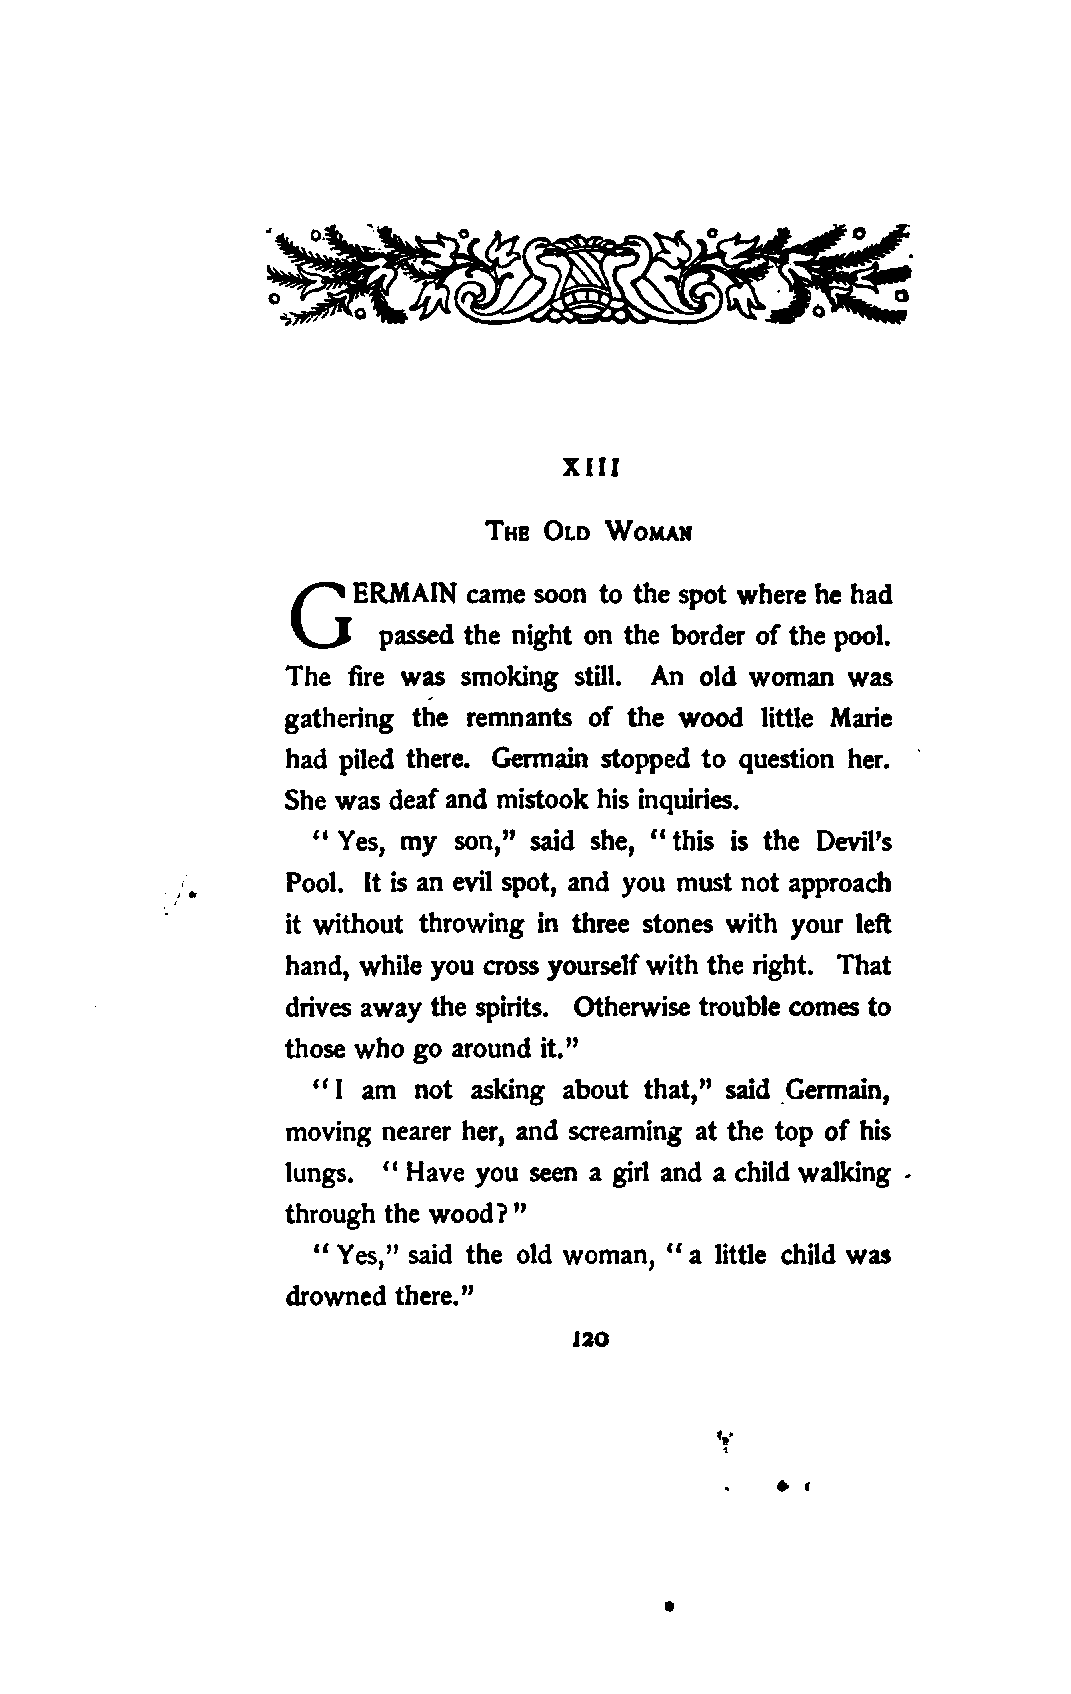 XIII
THE OLD WOMAN
GERMAIN came soon to the spot where he had
passed the night on the border of the pool.
The fire was smoking still. An old woman was
gathering the remnants of the wood little Marie
had piled there. Germain stopped to question her.
She was deaf and mistook his inquiries.
“Yes, my son,” said she, “this is the Devil’s
Pool. It is an evil spot, and you must not approach
it without throwing in three stones with your left
hand, while you cross yourself with the right. That
drives away the spirits. Otherwise trouble comes to
those who go around it.”
“I am not asking about that,” said Germain,
moving nearer her, and screaming at the top of his
lungs. “Have you seen a girl and a child walking
through the wood?”
“Yes,” said the old woman, “a little child was
drowned there.”
120